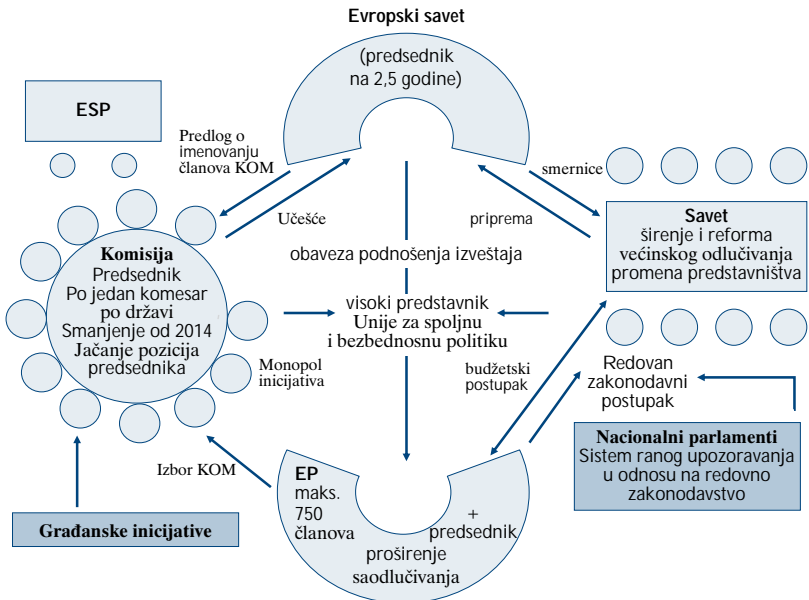 Evropski savet
(predsednik
na 2,5 godine)
ESP
Predlog o
imenovanju
članova KOM
Učešće
smernice
priprema
Savet
širenje i reforma
većinskog odlučivanja
promena predstavništva
Komisija
Predsednik
Po jedan komesar
po državi
Smanjenje od 2014
Jačanje pozicija
predsednika
obaveza podnošenja izveštaja
visoki predstavnik
Unije za spoljnu
i bezbednosnu politiku
Monopol
inicijativa
budžetski
postupak
Redovan
zakonodavni
postupak
Nacionalni parlamenti
Sistem ranog upozoravanja
u odnosu na redovno
zakonodavstvo
Izbor KOM
Građanske inicijative
EP
maks.
750
članova
+
predsednik
proširenje
saodlučivanja